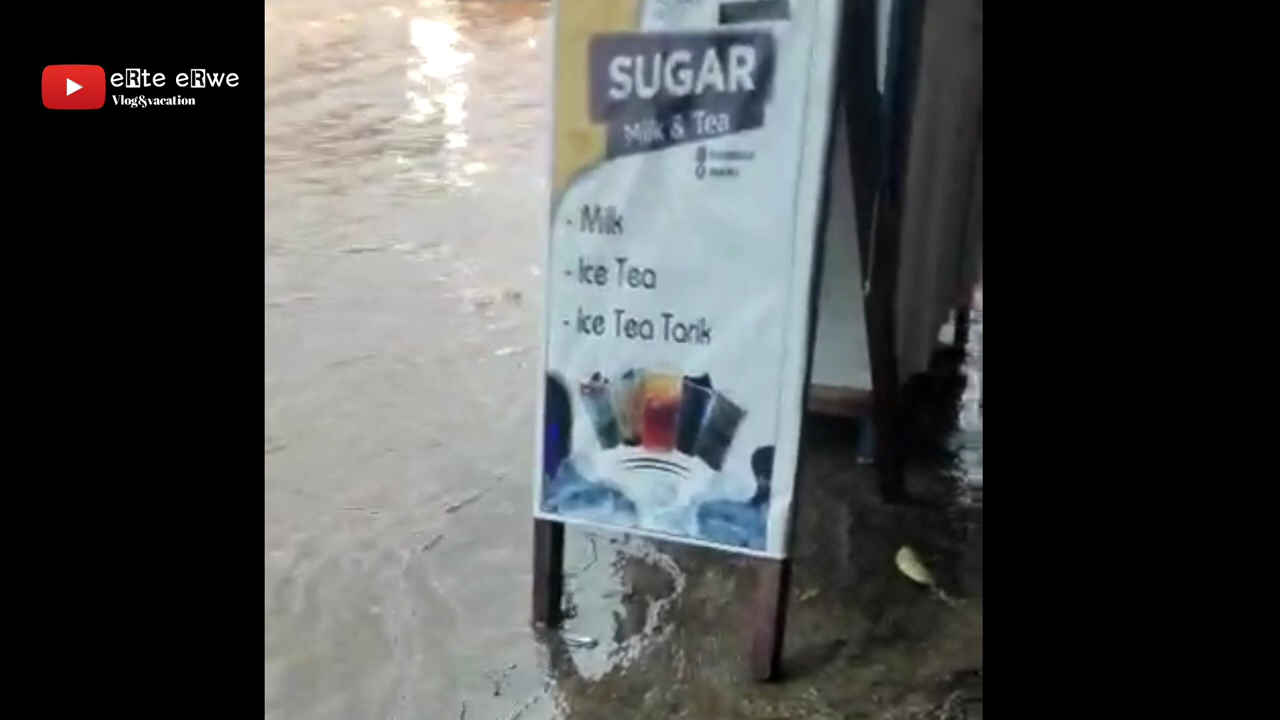 eRte eRwe
Vlog&vacation
SUGAR
Milk & Tea
- Milk
- Ice Tea
- Ice Tea Tarik